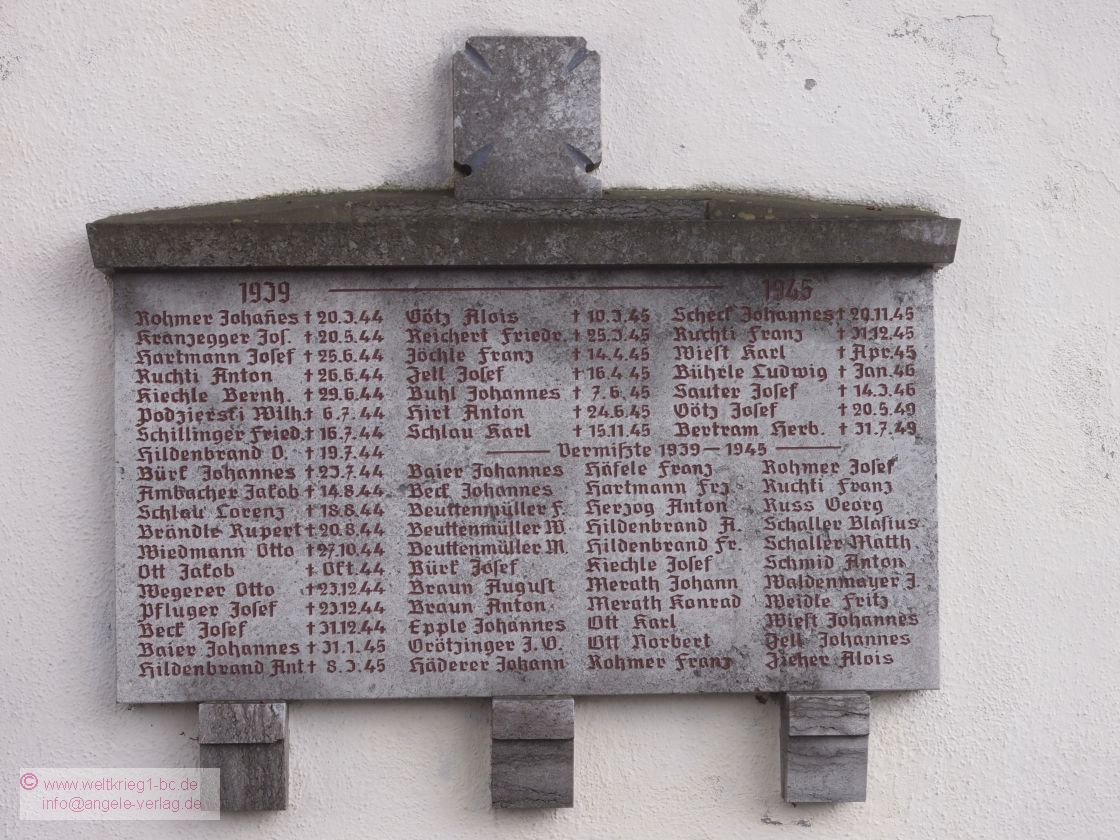 1939 1945
Rohmer Johañes † 20.3.44
Kranzegger Jos. † 20.5.44
Hartmann Josef † 25.6.44
Ruchti Anton † 26.6.44
Kiechle Bernh. † 29.6.44
Podzierski Wilh. † 6.7.44
Schillinger Fried. † 16.7.44
Hildenbrand O. † 19.7.44
Bürk Johannes † 23.7.44
Ambacher Jakob † 14.8.44
Schlau Lorenz † 18.8.44
Brändle Rupert † 20.8.44
Wiedmann Otto † 27.10.44
Ott Jakob † Okt.44
Wegerer Otto † 23.12.44
Pfluger Josef † 23.12.44
Beck Josef † 31.12.44
Baier Johannes † 31.1.45
Hildenbrand Ant † 8.3.45
Götz Alois † 10.3.45
Reichert Friedr. † 25.3.45
Jöchle Franz † 14.4.45
Zell Josef † 16.4.45
Buhl Johannes † 7.6.45
Hirt Anton † 24.6.45
Schlau Karl † 15.11.45
Scheck Johannes † 20.11.45
Ruchti Franz † 31.12.45
Wiest Karl † Apr.45
Bührle Ludwig † Jan.46
Sauter Josef † 14.3.46
Götz Josef † 20.5.49
Bertram Herb. † 31.7.49
Vermißte 1939–1945
Baier Johannes
Beck Johannes
Beuttenmüller F.
Beuttenmüller W.
Beuttenmüller M.
Bürk Josef
Braun August
Braun Anton
Epple Johannes
Grötzinger J.G.
Häderer Johann
Häfele Franz
Hartmann Frz
Herzog Anton
Hildenbrand A.
Hildenbrand Fr.
Kiechle Josef
Merath Johann
Merath Konrad
Ott Karl
Ott Norbert
Rohmer Franz
Rohmer Josef
Ruchti Franz
Russ Georg
Schaller Blasius
Schaller Matth.
Schmid Anton
Waldenmayer J.
Weidle Fritz
Wiest Johannes
Zell Johannes
Zieher Alois
© www.weltkrieg1-bc.de
info@angele-verlag.de